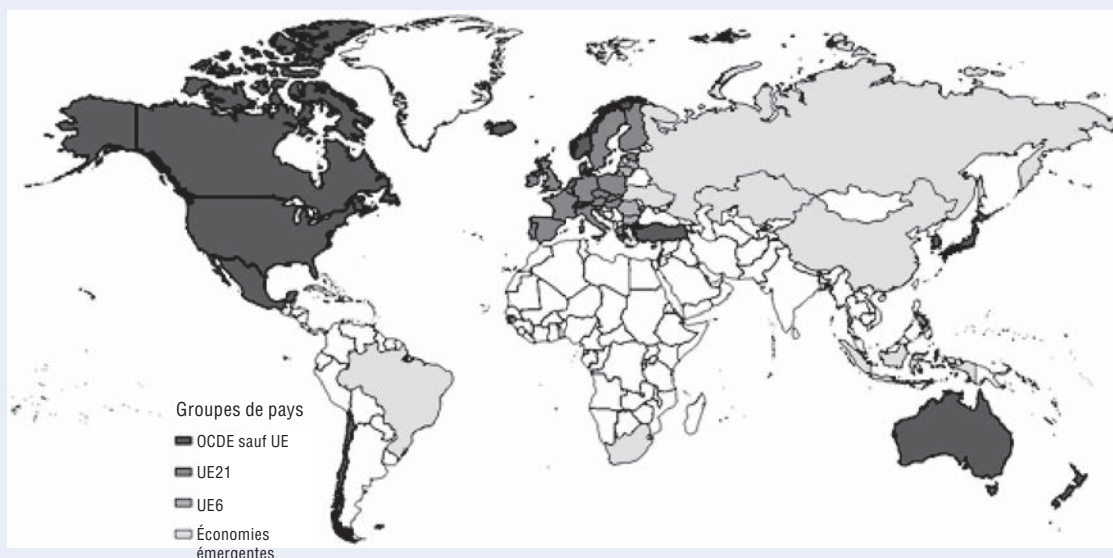 Groupes de pays
OCDE sauf UE
UE21
UE6
Économies
émergentes